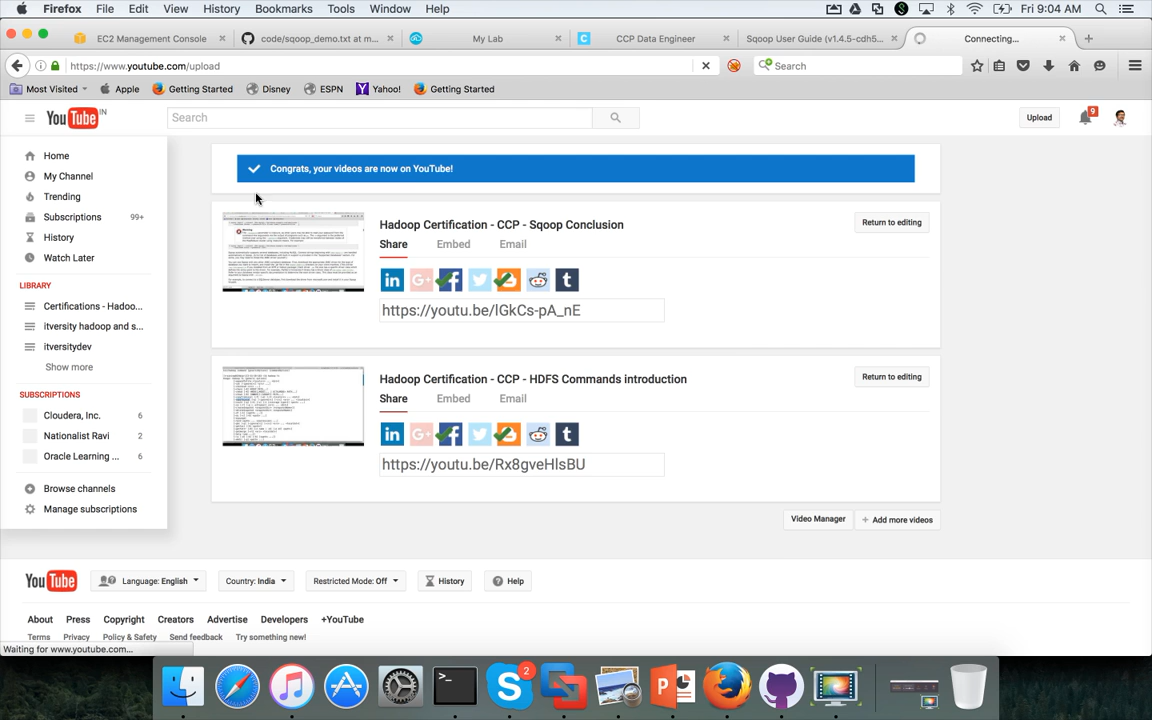 Firefox File Edit View History Bookmarks Tools Window Help Fri 9:04 AM
EC2 Management Console code/sqoop_demo.txt at m... My Lab CCP Data Engineer Sqoop User Guide (v1.4.5-cdh5... Connecting...
https://www.youtube.com/upload Search
Most Visited Apple Getting Started Disney ESPN Yahoo! Getting Started
YouTube IN Search Upload 9
Home
My Channel
Trending
Subscriptions 99+
History
Watch Later
LIBRARY
Certifications - Hadoo...
itversity hadoop and s...
itversitydev
Show more
SUBSCRIPTIONS
Cloudera, Inc. 6
Nationalist Ravi 2
Oracle Learning ... 6
Browse channels
Manage subscriptions
Congrats, your videos are now on YouTube!
Hadoop Certification - CCP - Sqoop Conclusion Return to editing
Share Embed Email
https://youtu.be/lGkCs-pA_nE
Hadoop Certification - CCP - HDFS Commands introduction Return to editing
Share Embed Email
https://youtu.be/Rx8gveHlsBU
Video Manager + Add more videos
YouTube Language: English Country: India Restricted Mode: Off History Help
About Press Copyright Creators Advertise Developers +YouTube
Terms Privacy Policy & Safety Send feedback Try something new!
Waiting for www.youtube.com...
2